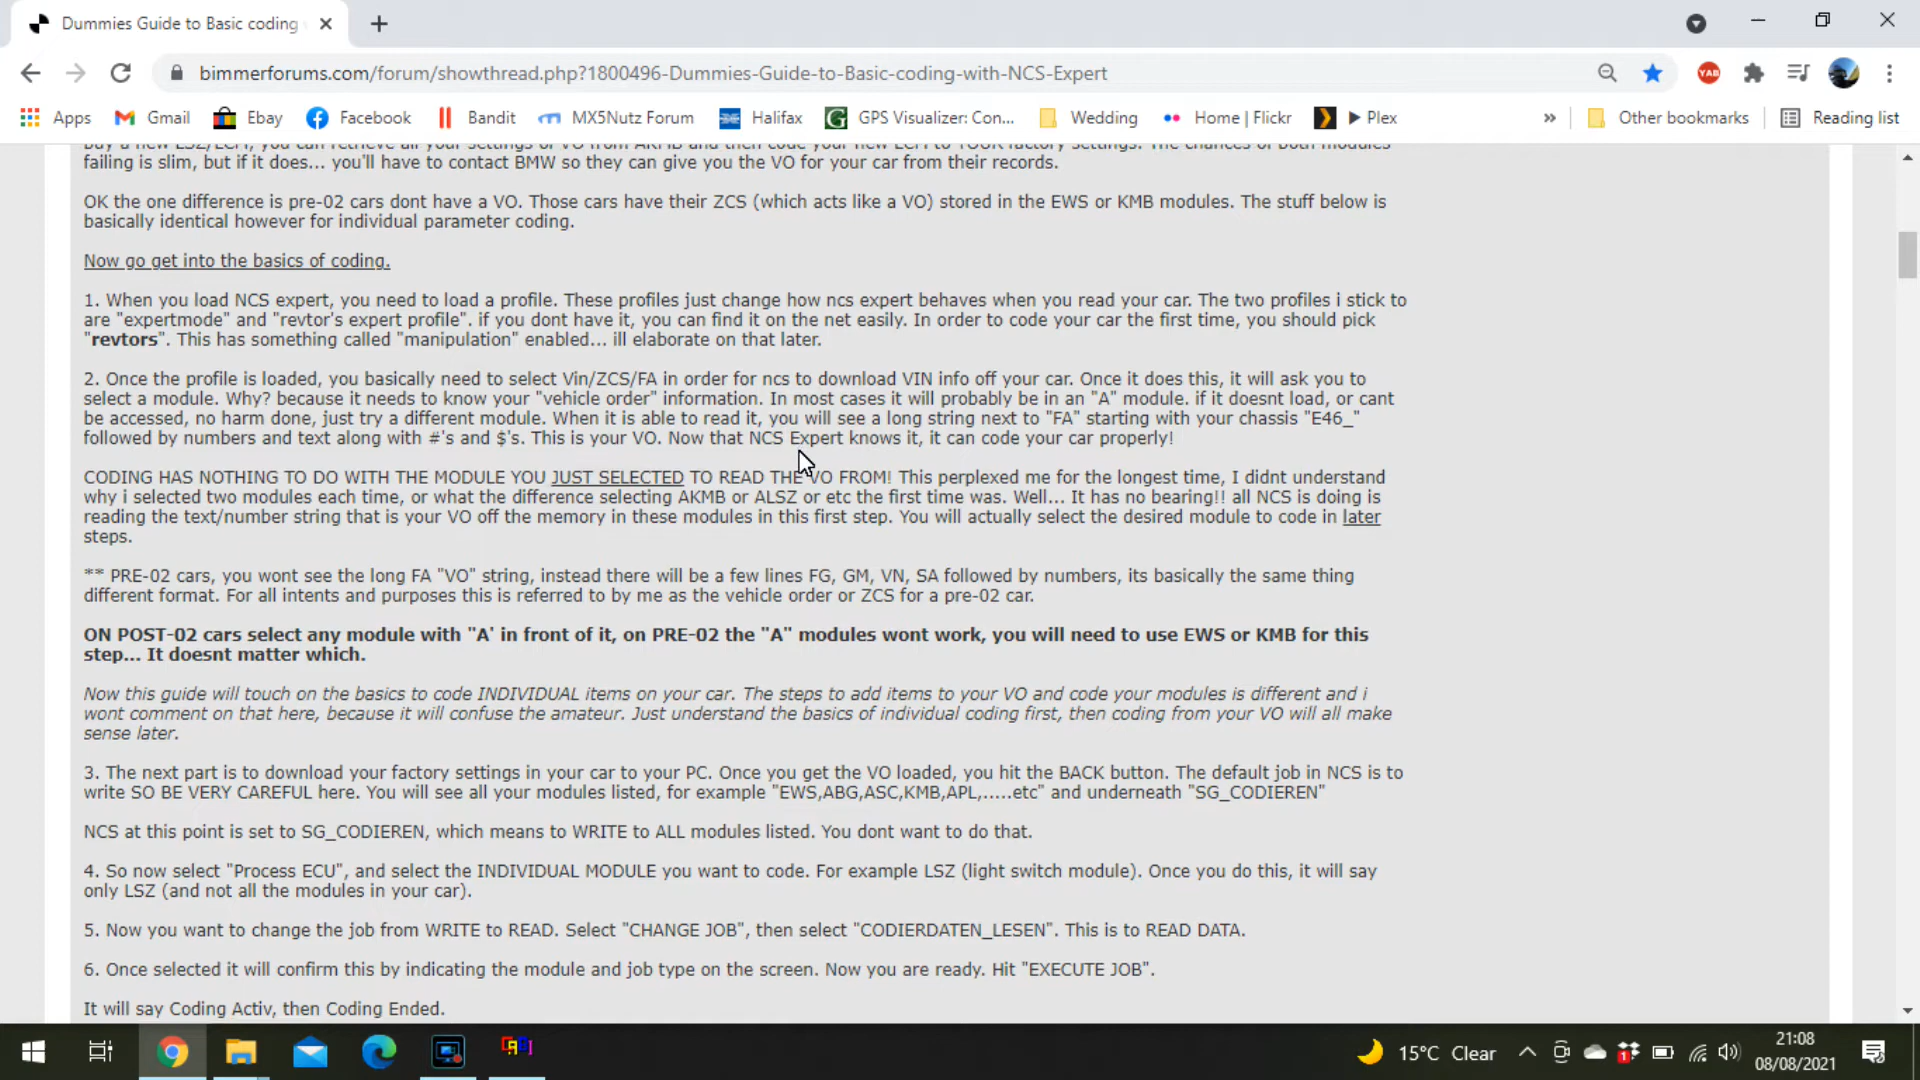 Dummies Guide to Basic coding
bimmerforums.com/forum/showthread.php?1800496-Dummies-Guide-to-Basic-coding-with-NCS-Expert
YAB
Apps
Gmail
Ebay
Facebook
Bandit
MX5Nutz Forum
Halifax
GPS Visualizer: Con...
Wedding
Home | Flickr
▶ Plex
»
Other bookmarks
Reading list
buy a new LSZ/LCM, you can retrieve all your settings or VO from AKMB and then code your new LCM to YOUR factory settings. The chances of both modules
failing is slim, but if it does... you'll have to contact BMW so they can give you the VO for your car from their records.
OK the one difference is pre-02 cars dont have a VO. Those cars have their ZCS (which acts like a VO) stored in the EWS or KMB modules. The stuff below is
basically identical however for individual parameter coding.
Now go get into the basics of coding.
1. When you load NCS expert, you need to load a profile. These profiles just change how ncs expert behaves when you read your car. The two profiles i stick to
are "expertmode" and "revtor's expert profile". if you dont have it, you can find it on the net easily. In order to code your car the first time, you should pick
"revtors". This has something called "manipulation" enabled... ill elaborate on that later.
2. Once the profile is loaded, you basically need to select Vin/ZCS/FA in order for ncs to download VIN info off your car. Once it does this, it will ask you to
select a module. Why? because it needs to know your "vehicle order" information. In most cases it will probably be in an "A" module. if it doesnt load, or cant
be accessed, no harm done, just try a different module. When it is able to read it, you will see a long string next to "FA" starting with your chassis "E46_"
followed by numbers and text along with #'s and $'s. This is your VO. Now that NCS Expert knows it, it can code your car properly!
CODING HAS NOTHING TO DO WITH THE MODULE YOU JUST SELECTED TO READ THE VO FROM! This perplexed me for the longest time, I didnt understand
why i selected two modules each time, or what the difference selecting AKMB or ALSZ or etc the first time was. Well... It has no bearing!! all NCS is doing is
reading the text/number string that is your VO off the memory in these modules in this first step. You will actually select the desired module to code in later
steps.
** PRE-02 cars, you wont see the long FA "VO" string, instead there will be a few lines FG, GM, VN, SA followed by numbers, its basically the same thing
different format. For all intents and purposes this is referred to by me as the vehicle order or ZCS for a pre-02 car.
ON POST-02 cars select any module with "A' in front of it, on PRE-02 the "A" modules wont work, you will need to use EWS or KMB for this
step... It doesnt matter which.
Now this guide will touch on the basics to code INDIVIDUAL items on your car. The steps to add items to your VO and code your modules is different and i
wont comment on that here, because it will confuse the amateur. Just understand the basics of individual coding first, then coding from your VO will all make
sense later.
3. The next part is to download your factory settings in your car to your PC. Once you get the VO loaded, you hit the BACK button. The default job in NCS is to
write SO BE VERY CAREFUL here. You will see all your modules listed, for example "EWS,ABG,ASC,KMB,APL,.....etc" and underneath "SG_CODIEREN"
NCS at this point is set to SG_CODIEREN, which means to WRITE to ALL modules listed. You dont want to do that.
4. So now select "Process ECU", and select the INDIVIDUAL MODULE you want to code. For example LSZ (light switch module). Once you do this, it will say
only LSZ (and not all the modules in your car).
5. Now you want to change the job from WRITE to READ. Select "CHANGE JOB", then select "CODIERDATEN_LESEN". This is to READ DATA.
6. Once selected it will confirm this by indicating the module and job type on the screen. Now you are ready. Hit "EXECUTE JOB".
It will say Coding Activ, then Coding Ended.
15°C Clear
21:08
08/08/2021